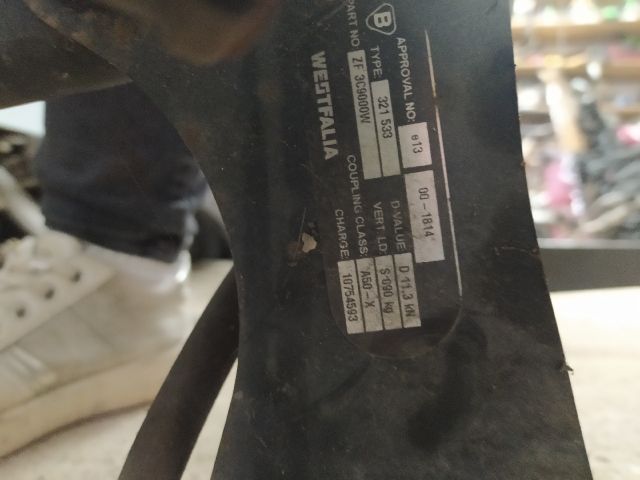 B
APPROVAL NO: e13 00-1814
TYPE: 321 533
D-VALUE: D 11,3 kN
PART NO: ZF 3C9000W
VERT. LD: S 090 kg
WESTFALIA
COUPLING CLASS: A50-X
CHARGE: 10754593